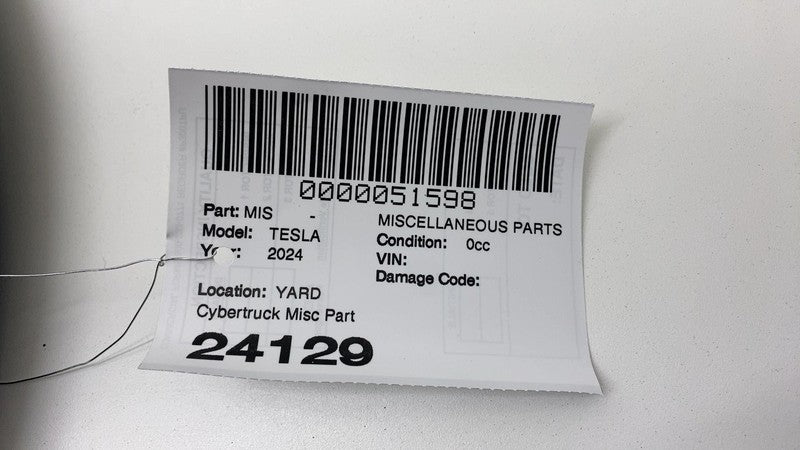 0000051598
Part: MIS - MISCELLANEOUS PARTS
Model: TESLA Condition: 0cc
Year: 2024 VIN:
Damage Code:
Location: YARD
Cybertruck Misc Part
24129